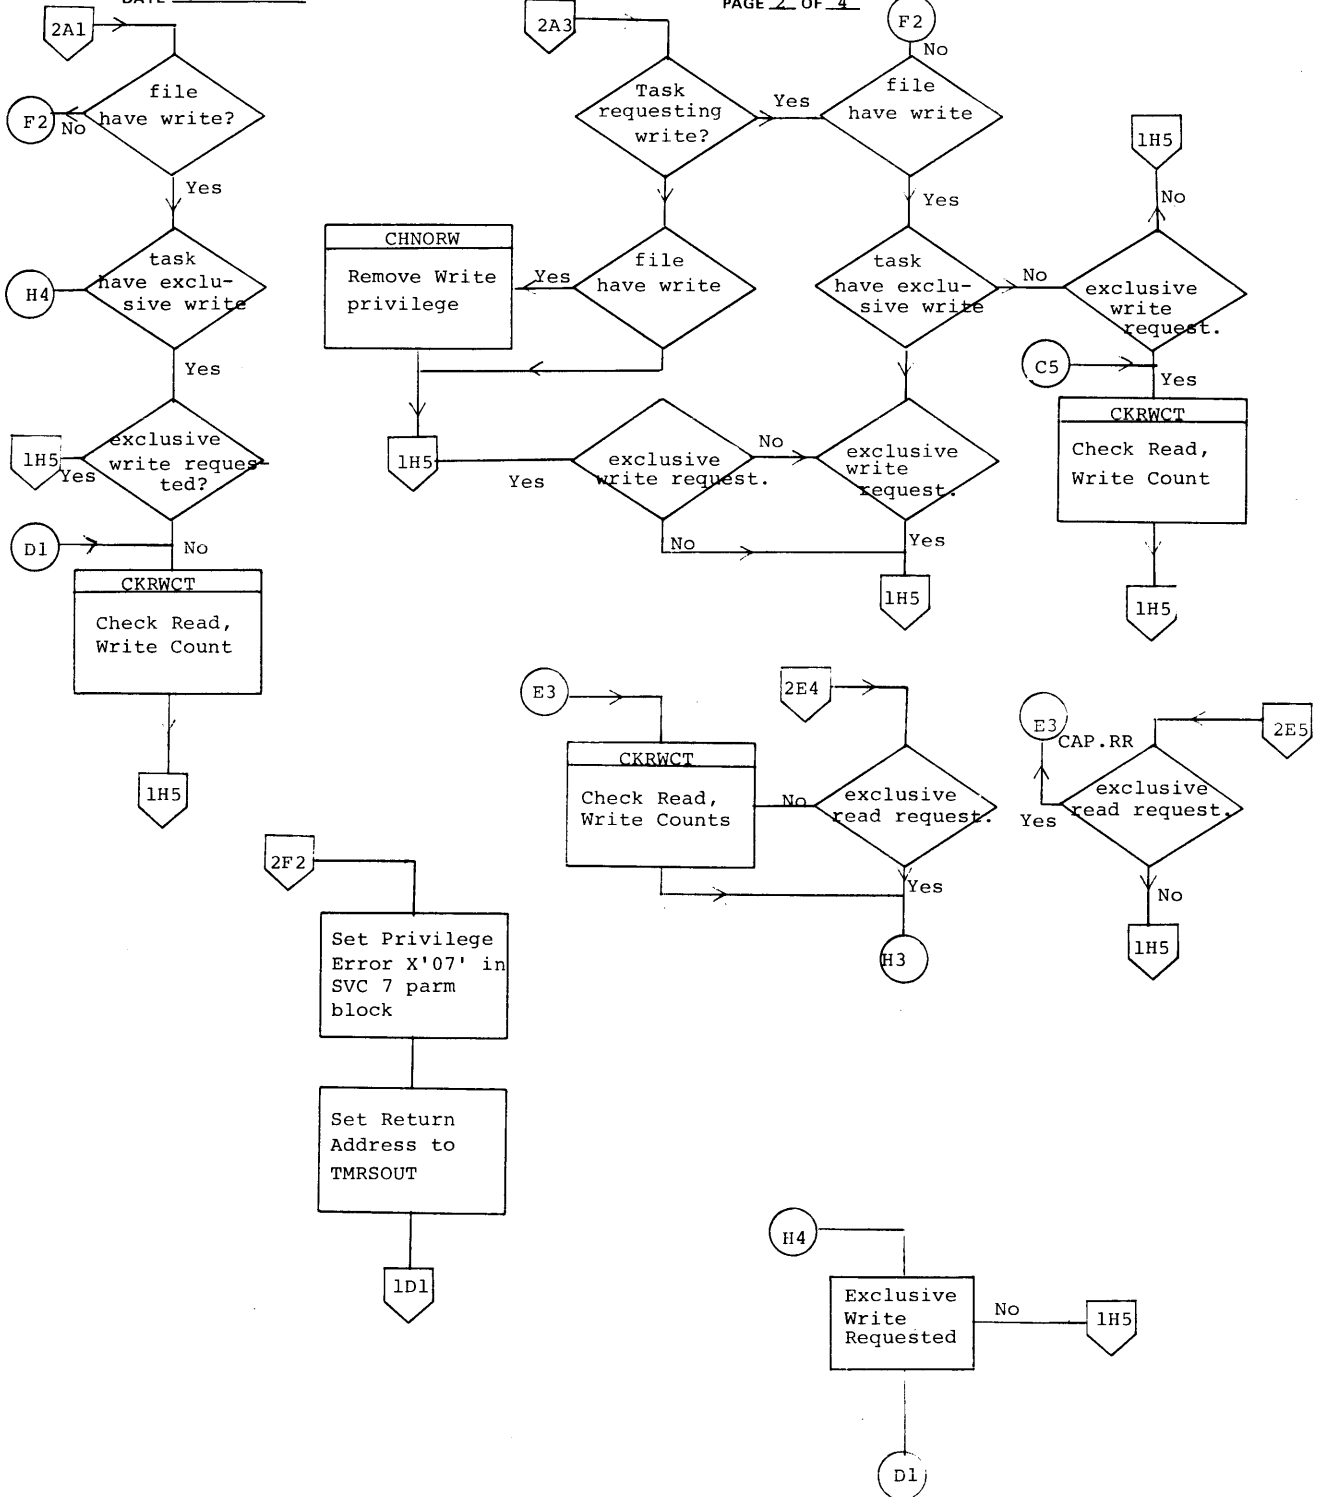 DATE
PAGE 2 OF 4
2A1
file
have write?
F2
No
Yes
task
have exclu-
sive write
H4
Yes
exclusive
write reques-
ted?
1H5
Yes
D1
No
CKRWCT
Check Read,
Write Count
1H5
2A3
Task
requesting
write?
Yes
F2
No
file
have write
Yes
CHNORW
Remove Write
privilege
Yes
file
have write
task
have exclu-
sive write
No
1H5
No
exclusive
write
request.
C5
Yes
CKRWCT
Check Read,
Write Count
1H5
1H5
Yes
exclusive
write request.
No
No
exclusive
write
request.
Yes
1H5
E3
CKRWCT
Check Read,
Write Counts
No
2E4
exclusive
read request.
Yes
H3
E3
CAP.RR
2E5
exclusive
read request.
Yes
No
1H5
2F2
Set Privilege
Error X'07' in
SVC 7 parm
block
Set Return
Address to
TMRSOUT
1D1
H4
Exclusive
Write
Requested
No
1H5
D1